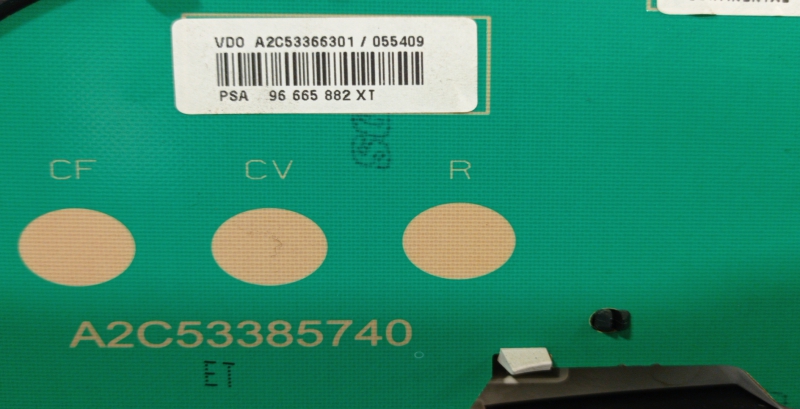 VDO A2C53366301 / 055409
PSA 96 665 882 XT
CF CV R
A2C53385740
ET